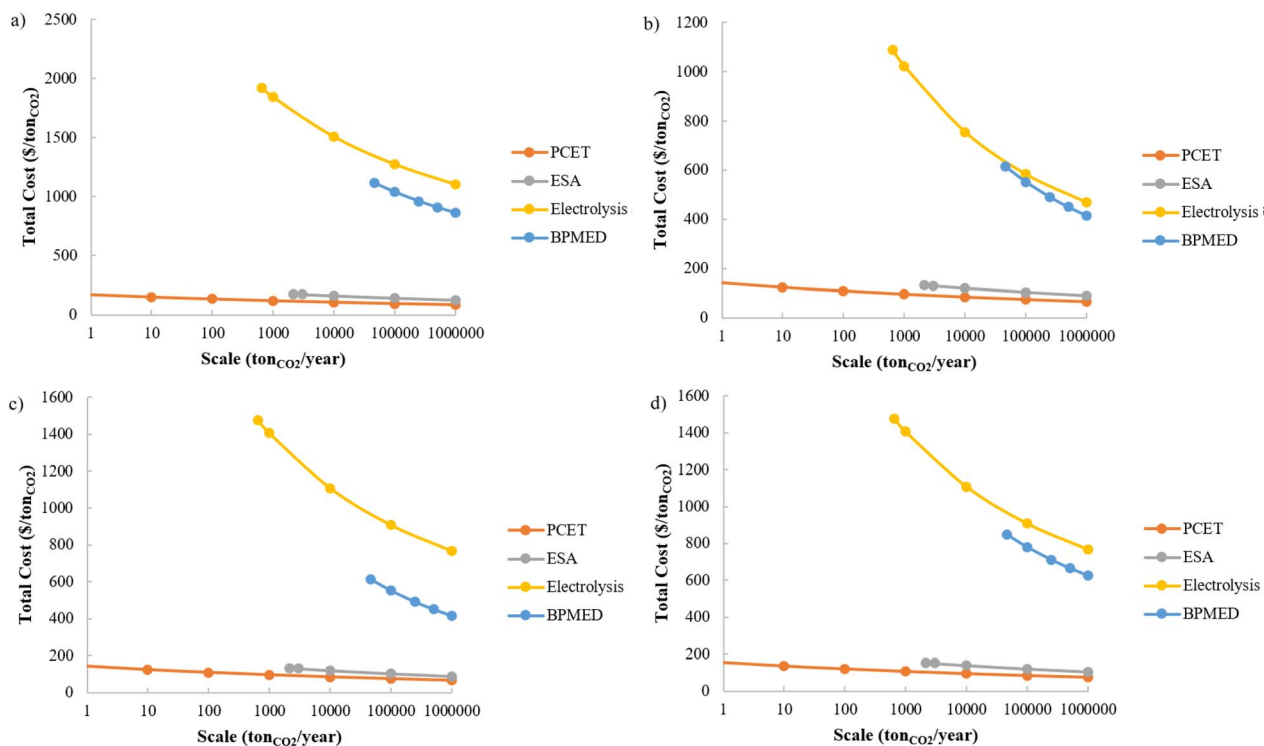 a)
2500
2000
1500
1000
500
0
Total Cost ($/tonCO2)
1 10 100 1000 10000 100000 1000000
Scale (tonCO2/year)
PCET
ESA
Electrolysis
BPMED
b)
1200
1000
800
600
400
200
0
Total Cost ($/tonCO2)
1 10 100 1000 10000 100000 1000000
Scale (tonCO2/year)
PCET
ESA
Electrolysis
BPMED
c)
1600
1400
1200
1000
800
600
400
200
0
Total Cost ($/tonCO2)
1 10 100 1000 10000 100000 1000000
Scale (tonCO2/year)
PCET
ESA
Electrolysis
BPMED
d)
1600
1400
1200
1000
800
600
400
200
0
Total Cost ($/tonCO2)
1 10 100 1000 10000 100000 1000000
Scale (tonCO2/year)
PCET
ESA
Electrolysis
BPMED